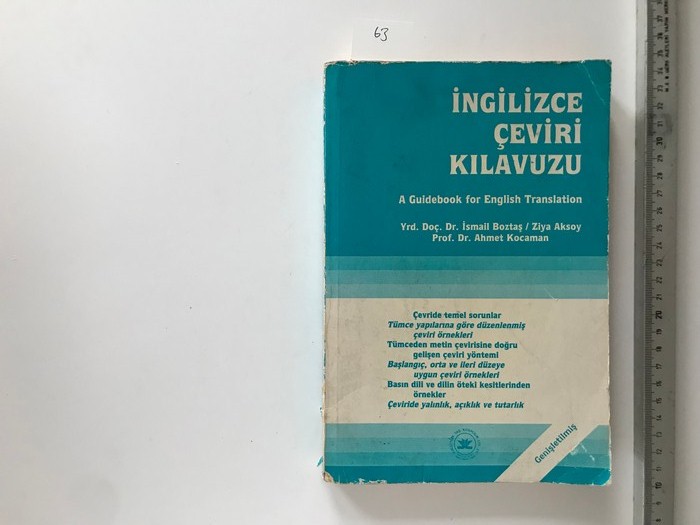 63
İNGİLİZCE
ÇEVİRİ
KILAVUZU
A Guidebook for English Translation
Yrd. Doç. Dr. İsmail Boztaş / Ziya Aksoy
Prof. Dr. Ahmet Kocaman
Çevride temel sorunlar
Tümce yapılarına göre düzenlenmiş
çeviri örnekleri
Tümceden metin çevirisine doğru
gelişen çeviri yöntemi
Başlangıç, orta ve ileri düzeye
uygun çeviri örnekleri
Basın dili ve dilin öteki kesitlerinden
örnekler
Çeviride yalınlık, açıklık ve tutarlık
Genişletilmiş
30
20
10